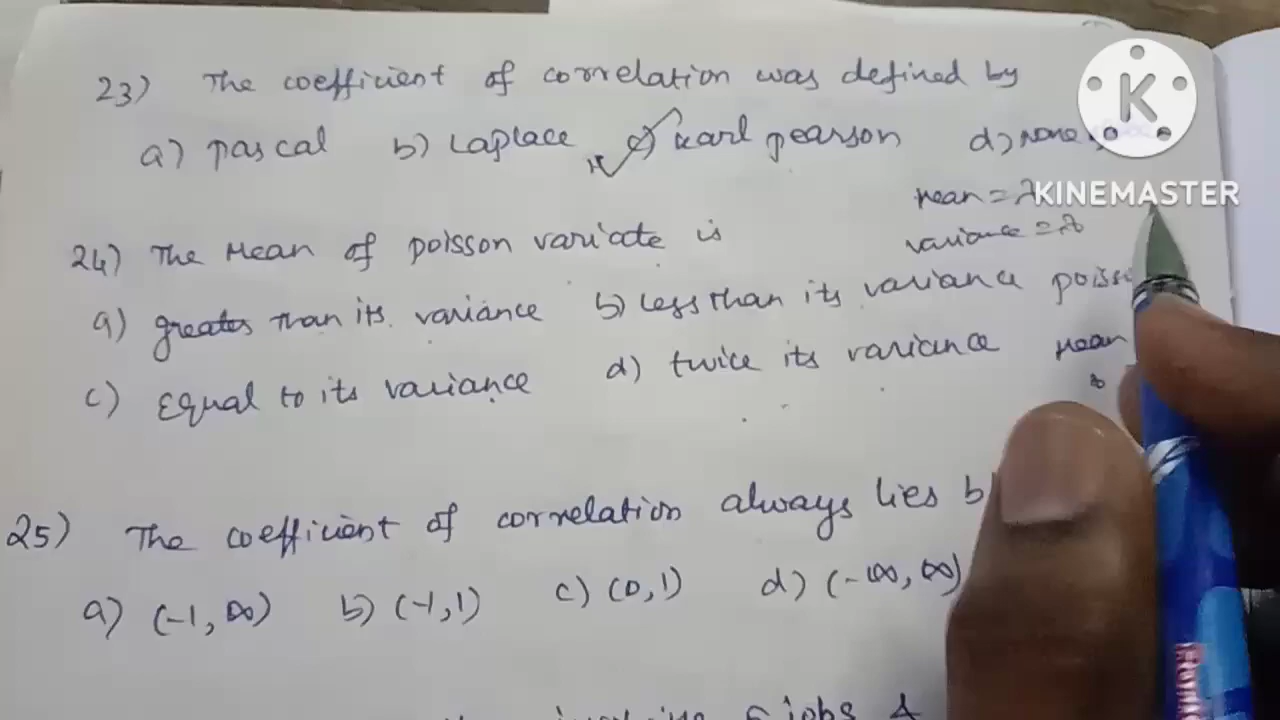 23) The coefficient of correlation was defined by
a) pascal b) Laplace c) karl pearson d) None
KINEMASTER
mean = λ
variance = λ
24) The Mean of poisson variate is
a) greater than its variance b) Less than its variance
c) Equal to its variance d) twice its variance mean
25) The coefficient of correlation always lies b
a) (-1, ∞) b) (-1, 1) c) (0, 1) d) (-∞, ∞)
jobs